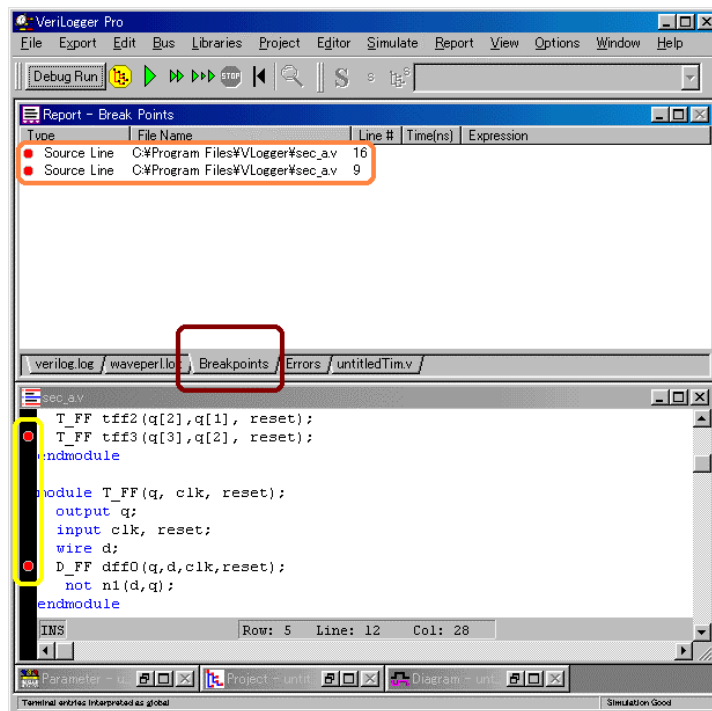 VeriLogger Pro
File Export Edit Bus Libraries Project Editor Simulate Report View Options Window Help
Debug Run STOP S s
Report - Break Points
Type File Name Line # Time(ns) Expression
Source Line C:¥Program Files¥VLogger¥sec_a.v 16
Source Line C:¥Program Files¥VLogger¥sec_a.v 9
verilog.log waveperl.log Breakpoints Errors untitledTim.v
sec_a.v
T_FF tff2(q[2],q[1], reset);
T_FF tff3(q[3],q[2], reset);
endmodule
module T_FF(q, clk, reset);
output q;
input clk, reset;
wire d;
D_FF dff0(q,d,clk,reset);
not n1(d,q);
endmodule
INS Row: 5 Line: 12 Col: 28
Parameter - u Project - untit Diagram - unt
Terminal entries interpreted as global Simulation Good